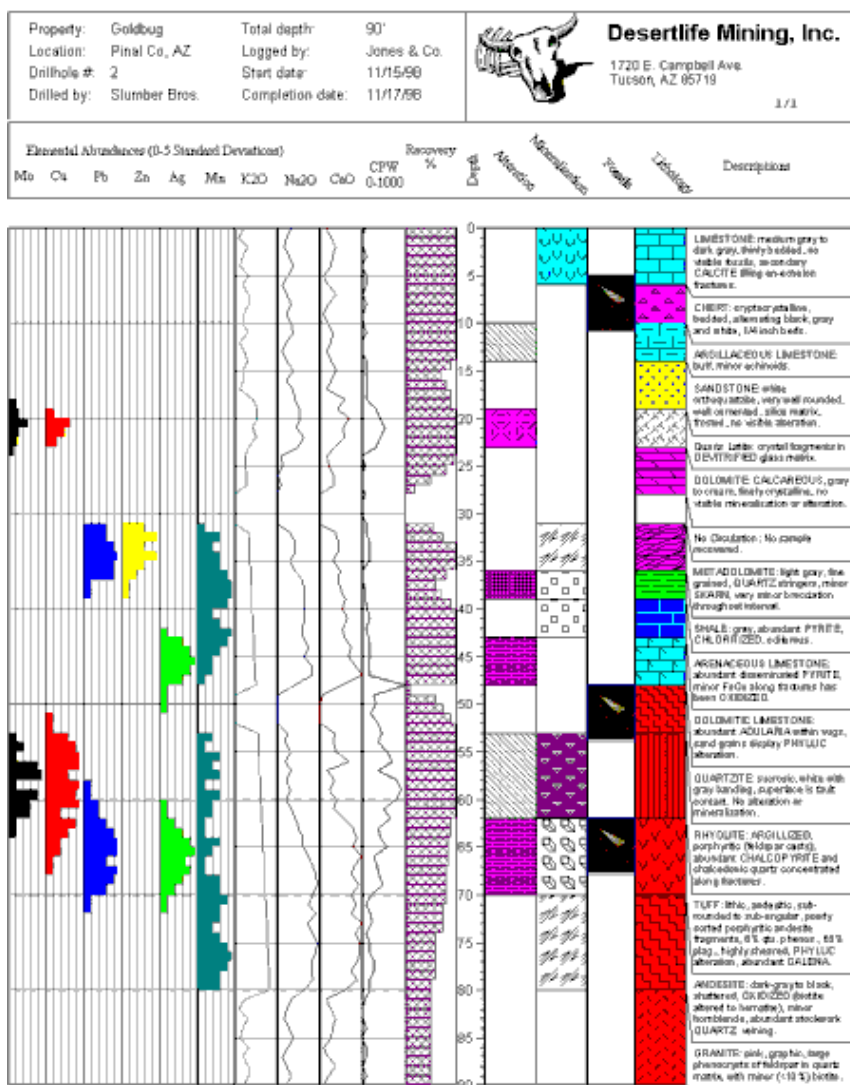 Property: Goldbug
Total depth: 90'
Location: Pinal Co, AZ
Logged by: Jones & Co.
Drillhole #: 2
Start date: 11/15/98
Drilled by: Slumber Bros.
Completion date: 11/17/98
Desertlife Mining, Inc.
1720 E. Campbell Ave.
Tucson, AZ 85719
1/1
Elemental Abundances (0-5 Standard Deviations)
Mo Cu Pb Zn Ag Mn K2O Na2O CaO
CPW
0-1000
Recovery
%
Depth
Alteration
Mineralization
Fossils
Lithology
Descriptions
0
5
10
15
20
25
30
35
40
45
50
55
60
65
70
75
80
85
90
LIMESTONE: medium gray to
dark gray, thinly bedded, no
visible fossils, secondary
CALCITE filling en-echelon
fractures.
CHERT: cryptocrystalline,
bedded, alternating black, gray
and white, 1/4 inch beds.
ARGILLACEOUS LIMESTONE:
buff, minor echinoids.
SANDSTONE: white
orthoquartzite, very well rounded,
well cemented, silica matrix,
frosted, no visible alteration.
Quartz Latite: crystal fragments in
DEVITRIFIED glass matrix.
DOLOMITE: CALCAREOUS, gray
to cream, finely crystalline, no
visible mineralization or alteration.
No Circulation; No sample
recovered.
METADOLOMITE: light gray, fine
grained, QUARTZ stringers, minor
SKARN, very minor brecciation
throughout interval.
SHALE: gray, abundant PYRITE,
CHLORITIZED,
ARENACEOUS LIMESTONE:
abundant disseminated PYRITE,
minor FeOx along fractures has
been OXIDIZED.
DOLOMITIC LIMESTONE:
abundant ADULARIA within vugs,
sand grains display PHYLLIC
alteration.
QUARTZITE: sucrosic, white with
gray banding, superface is fault
contact. No alteration or
mineralization.
RHYOLITE: ARGILLIZED,
porphyritic (feldspar casts),
abundant CHALCOPYRITE and
chalcedonic quartz concentrated
along fractures.
TUFF: lithic, andesitic, sub-
rounded to sub-angular, poorly
sorted porphyritic andesite
fragments, 6% qtz. phenos.,
plag., highly sheared, PHYLLIC
alteration, abundant GALENA.
ANDESITE: dark-gray to black,
shattered, OXIDIZED (biotite
altered to hematite), minor
hornblende, abundant stockwork
QUARTZ veining.
GRANITE: pink, graphic, large
phenocrysts of feldspar in quartz
matrix, with minor (<10%) biotite.